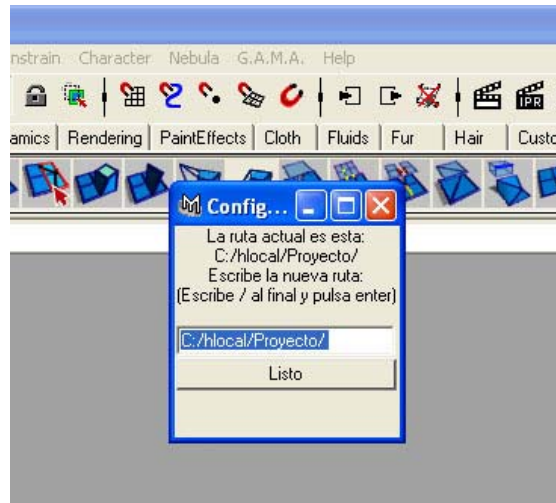 nstrain Character Nebula G.A.M.A. Help
IPR
amics Rendering PaintEffects Cloth Fluids Fur Hair Custo
Config...
La ruta actual es esta:
C:/hlocal/Proyecto/
Escribe la nueva ruta:
(Escribe / al final y pulsa enter)
C:/hlocal/Proyecto/
Listo